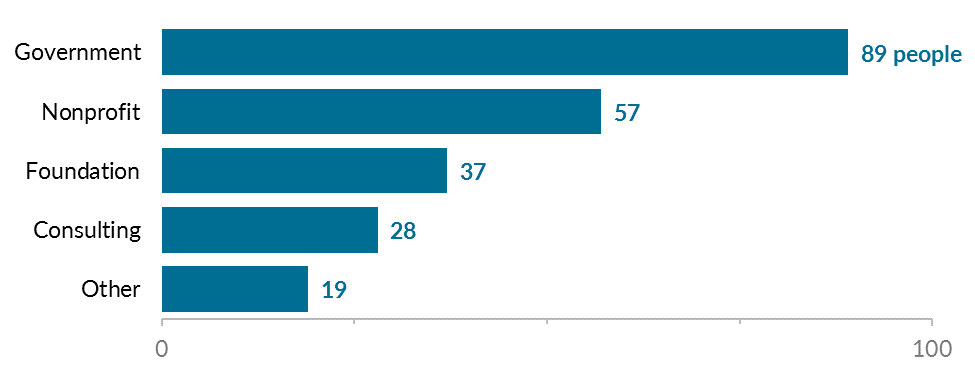 Government 89 people
Nonprofit 57
Foundation 37
Consulting 28
Other 19
0 100